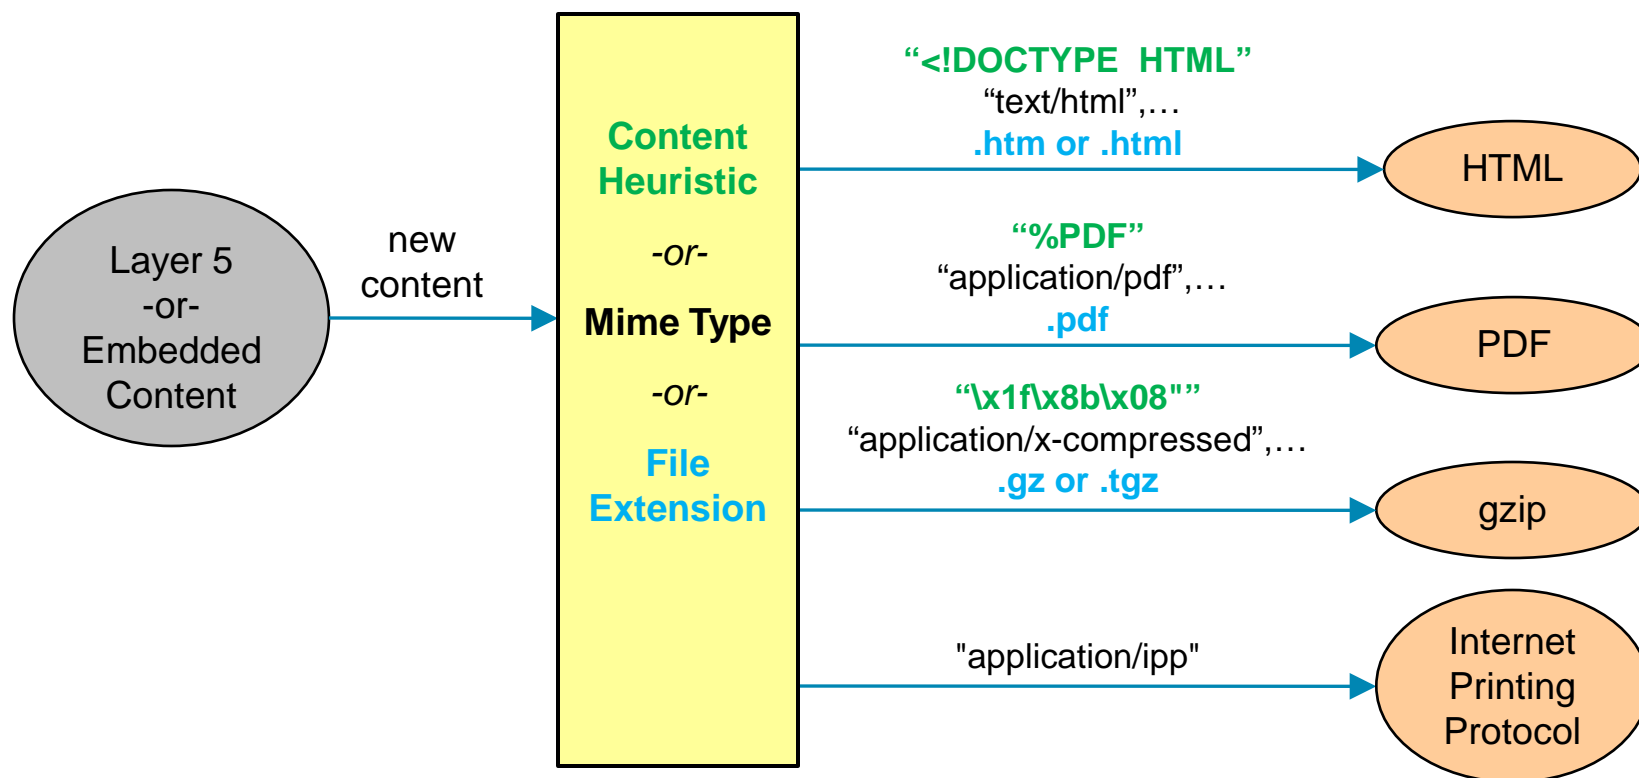 Layer 5
-or-
Embedded
Content
new
content
Content
Heuristic
-or-
Mime Type
-or-
File
Extension
“<!DOCTYPE  HTML”
“text/html”,…
.htm or .html
HTML
“%PDF”
“application/pdf”,…
.pdf
PDF
“\x1f\x8b\x08"”
“application/x-compressed”,…
.gz or .tgz
gzip
"application/ipp"
Internet
Printing
Protocol